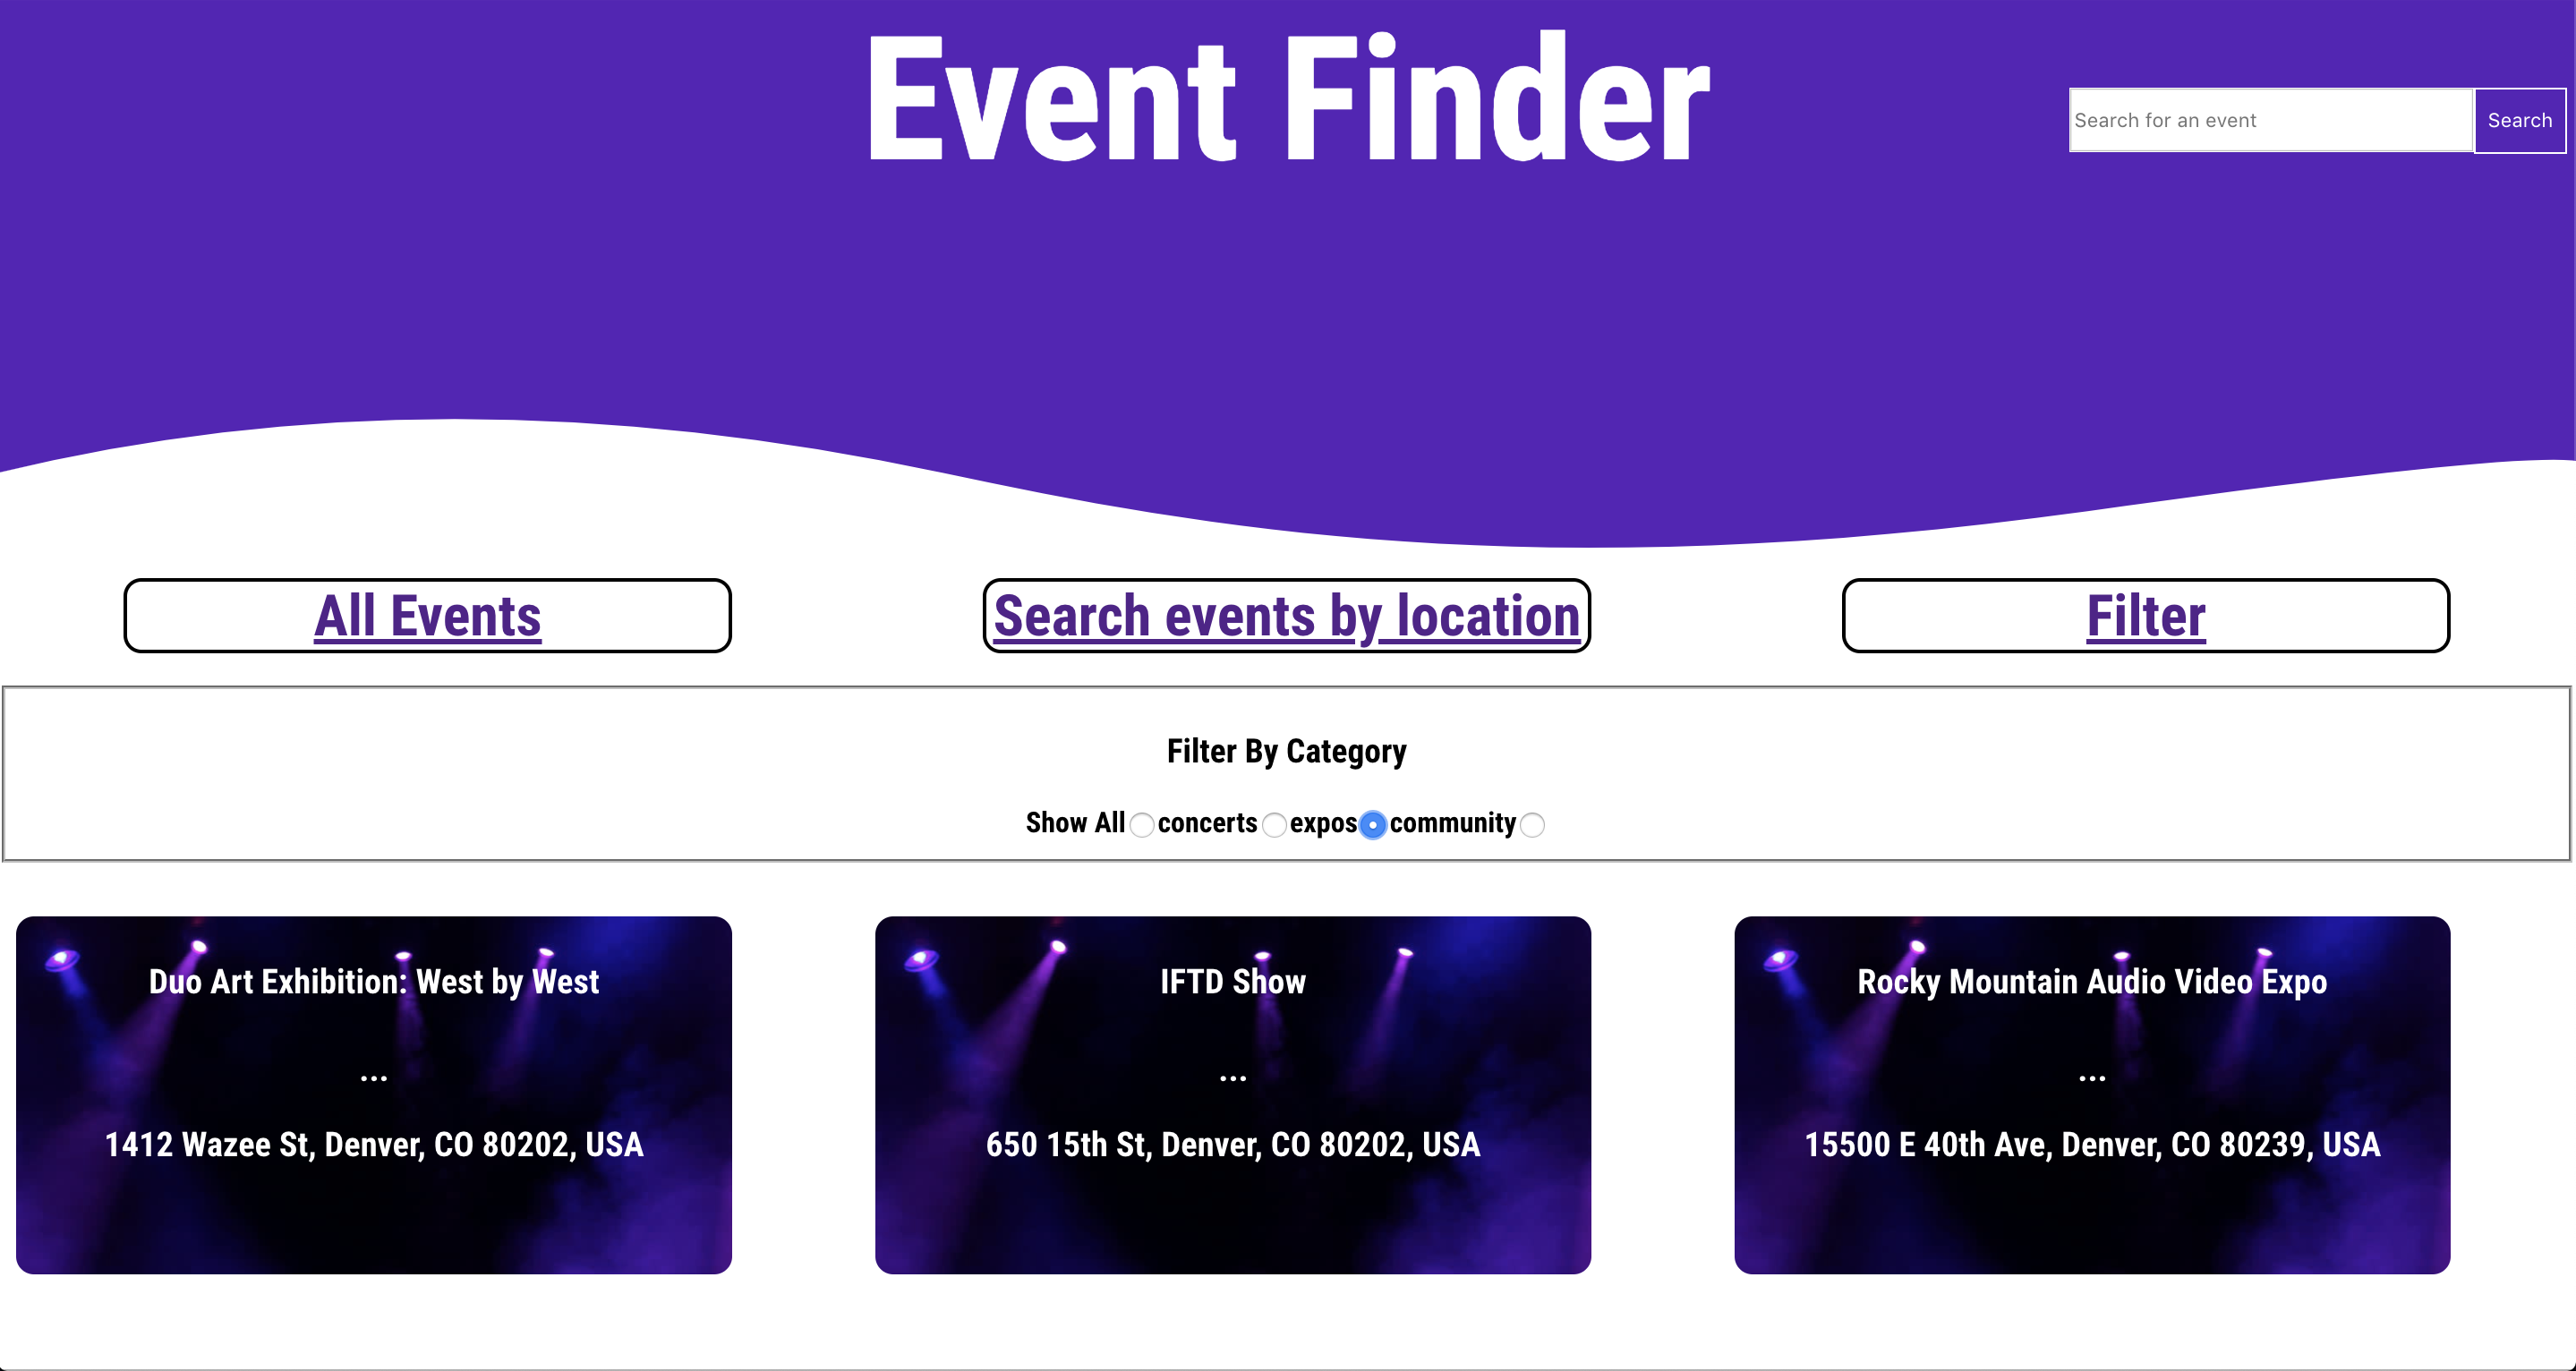 Event Finder
Search for an event
Search
All Events
Search events by location
Filter
Filter By Category
Show All concerts expos community
Duo Art Exhibition: West by West
...
1412 Wazee St, Denver, CO 80202, USA
IFTD Show
...
650 15th St, Denver, CO 80202, USA
Rocky Mountain Audio Video Expo
...
15500 E 40th Ave, Denver, CO 80239, USA